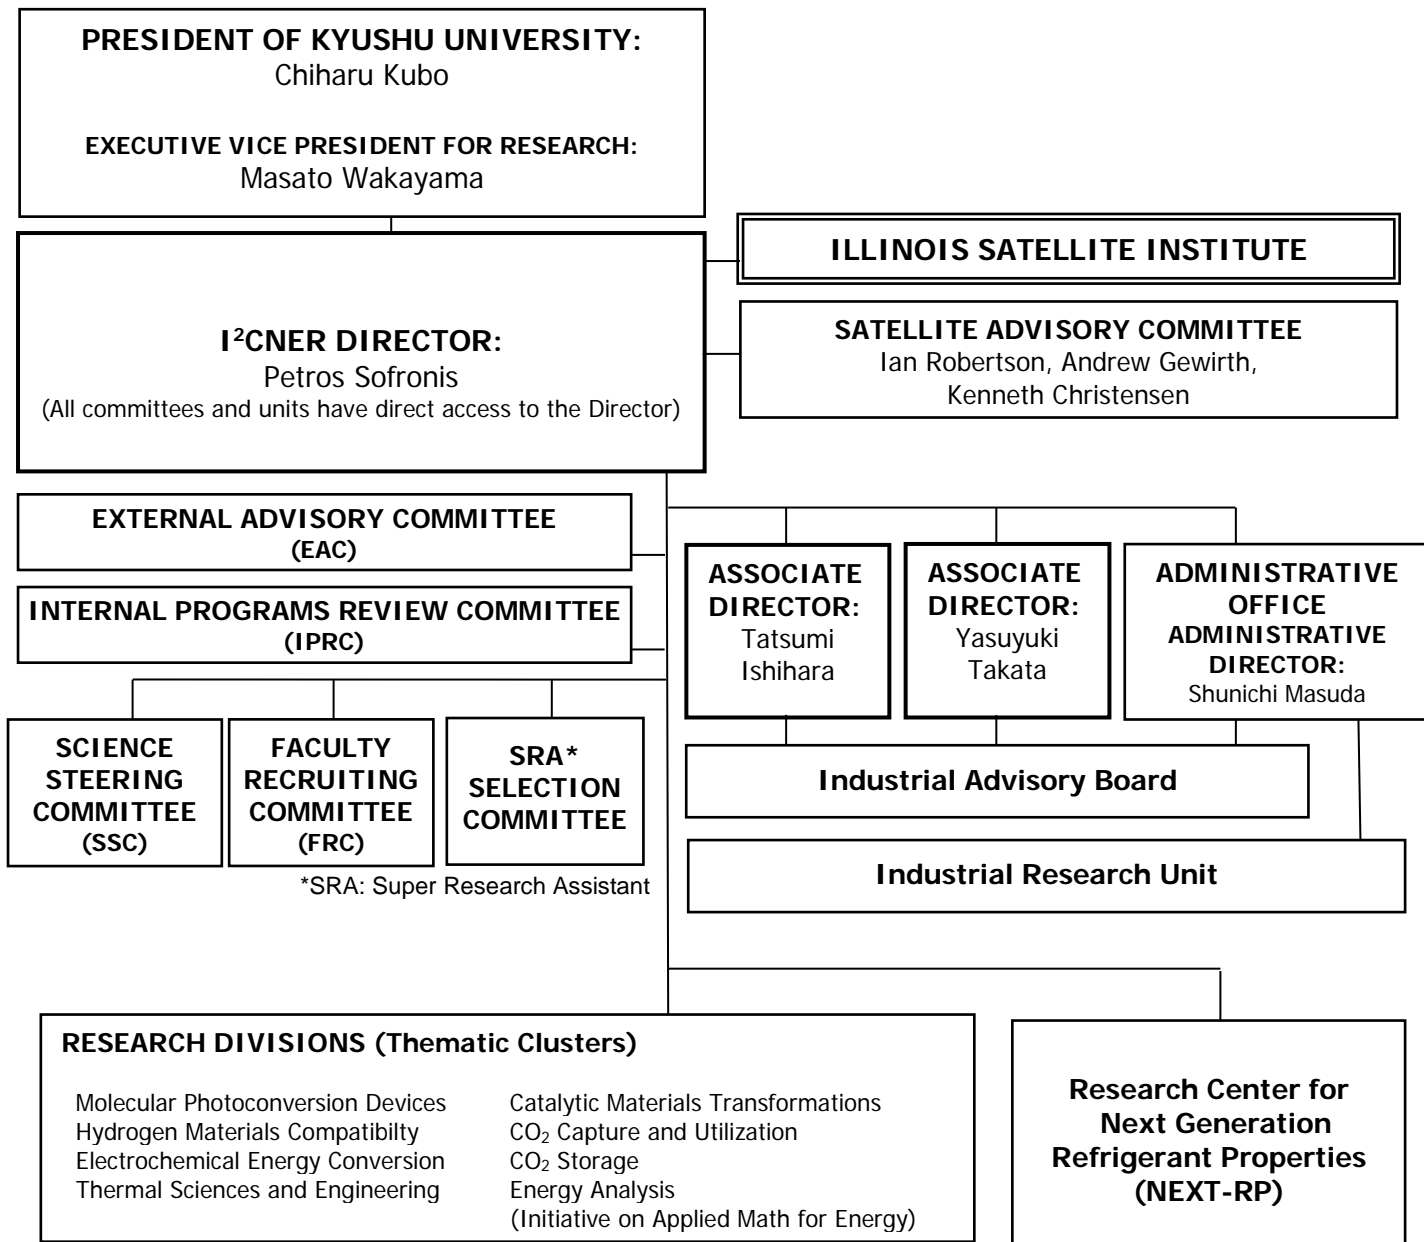 PRESIDENT OF KYUSHU UNIVERSITY:
Chiharu Kubo
EXECUTIVE VICE PRESIDENT FOR RESEARCH:
Masato Wakayama
I²CNER DIRECTOR:
Petros Sofronis
(All committees and units have direct access to the Director)
ILLINOIS SATELLITE INSTITUTE
SATELLITE ADVISORY COMMITTEE
Ian Robertson, Andrew Gewirth,
Kenneth Christensen
EXTERNAL ADVISORY COMMITTEE
(EAC)
INTERNAL PROGRAMS REVIEW COMMITTEE
(IPRC)
SCIENCE
STEERING
COMMITTEE
(SSC)
FACULTY
RECRUITING
COMMITTEE
(FRC)
SRA*
SELECTION
COMMITTEE
*SRA: Super Research Assistant
ASSOCIATE
DIRECTOR:
Tatsumi
Ishihara
ASSOCIATE
DIRECTOR:
Yasuyuki
Takata
ADMINISTRATIVE
OFFICE
ADMINISTRATIVE
DIRECTOR:
Shunichi Masuda
Industrial Advisory Board
Industrial Research Unit
RESEARCH DIVISIONS (Thematic Clusters)
Molecular Photoconversion Devices
Hydrogen Materials Compatibilty
Electrochemical Energy Conversion
Thermal Sciences and Engineering
Catalytic Materials Transformations
CO₂ Capture and Utilization
CO₂ Storage
Energy Analysis
(Initiative on Applied Math for Energy)
Research Center for
Next Generation
Refrigerant Properties
(NEXT-RP)